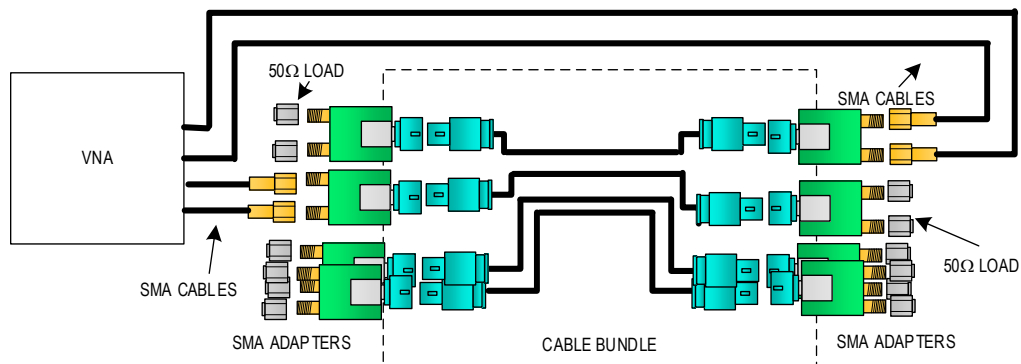 50Ω LOAD
SMA CABLES
VNA
50Ω LOAD
SMA CABLES
SMA ADAPTERS
CABLE BUNDLE
SMA ADAPTERS